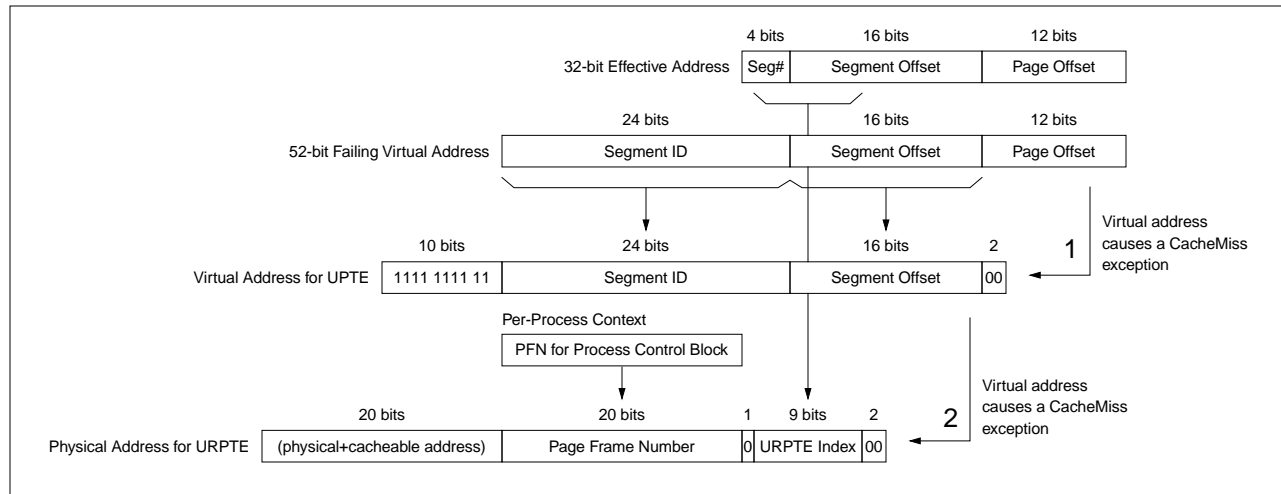 4 bits 16 bits 12 bits
32-bit Effective Address Seg# Segment Offset Page Offset
24 bits 16 bits 12 bits
52-bit Failing Virtual Address Segment ID Segment Offset Page Offset
Virtual address
causes a CacheMiss
exception
1
10 bits 24 bits 16 bits 2
Virtual Address for UPTE 1111 1111 11 Segment ID Segment Offset 00
Per-Process Context
PFN for Process Control Block
Virtual address
causes a CacheMiss
exception
2
20 bits 20 bits 1 9 bits 2
Physical Address for URPTE (physical+cacheable address) Page Frame Number 0 URPTE Index 00